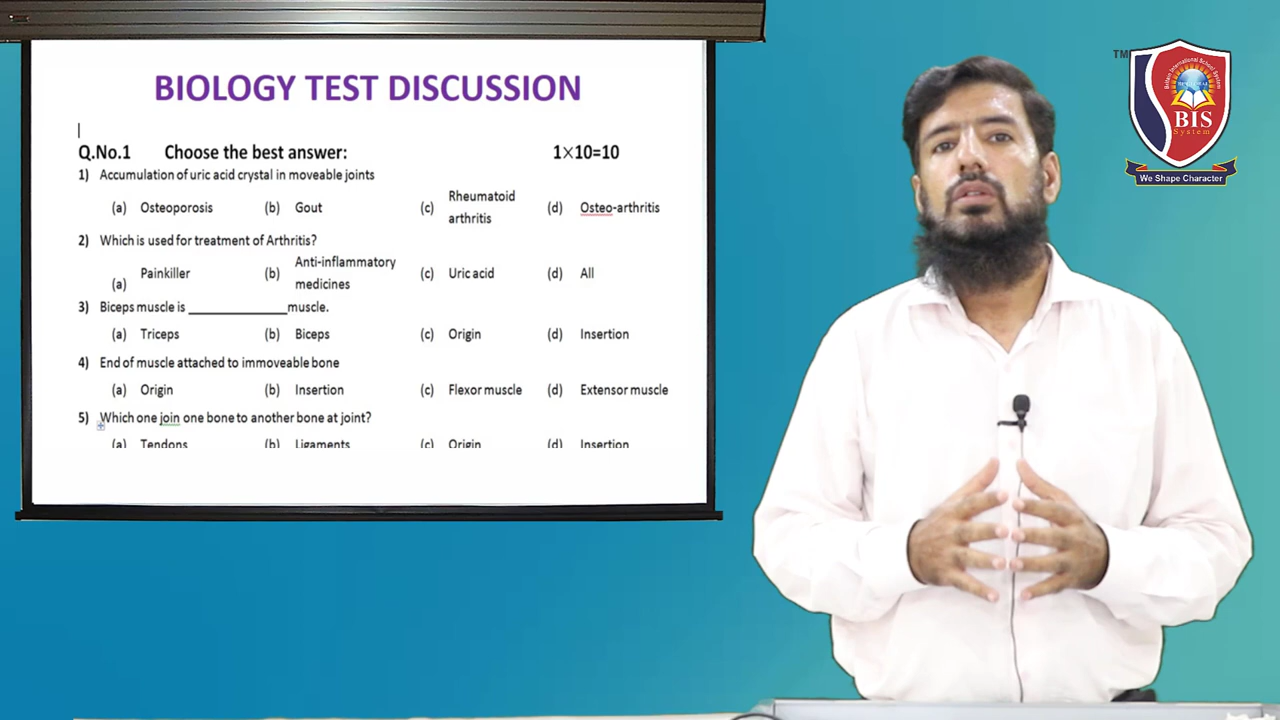 BIOLOGY TEST DISCUSSION
Q.No.1 Choose the best answer: 1×10=10
1) Accumulation of uric acid crystal in moveable joints
(a) Osteoporosis (b) Gout (c) Rheumatoid arthritis (d) Osteo-arthritis
2) Which is used for treatment of Arthritis?
(a) Painkiller (b) Anti-inflammatory medicines (c) Uric acid (d) All
3) Biceps muscle is ________________muscle.
(a) Triceps (b) Biceps (c) Origin (d) Insertion
4) End of muscle attached to immoveable bone
(a) Origin (b) Insertion (c) Flexor muscle (d) Extensor muscle
5) Which one join one bone to another bone at joint?
(a) Tendons (b) Ligaments (c) Origin (d) Insertion
TM
BIS
System
We Shape Character